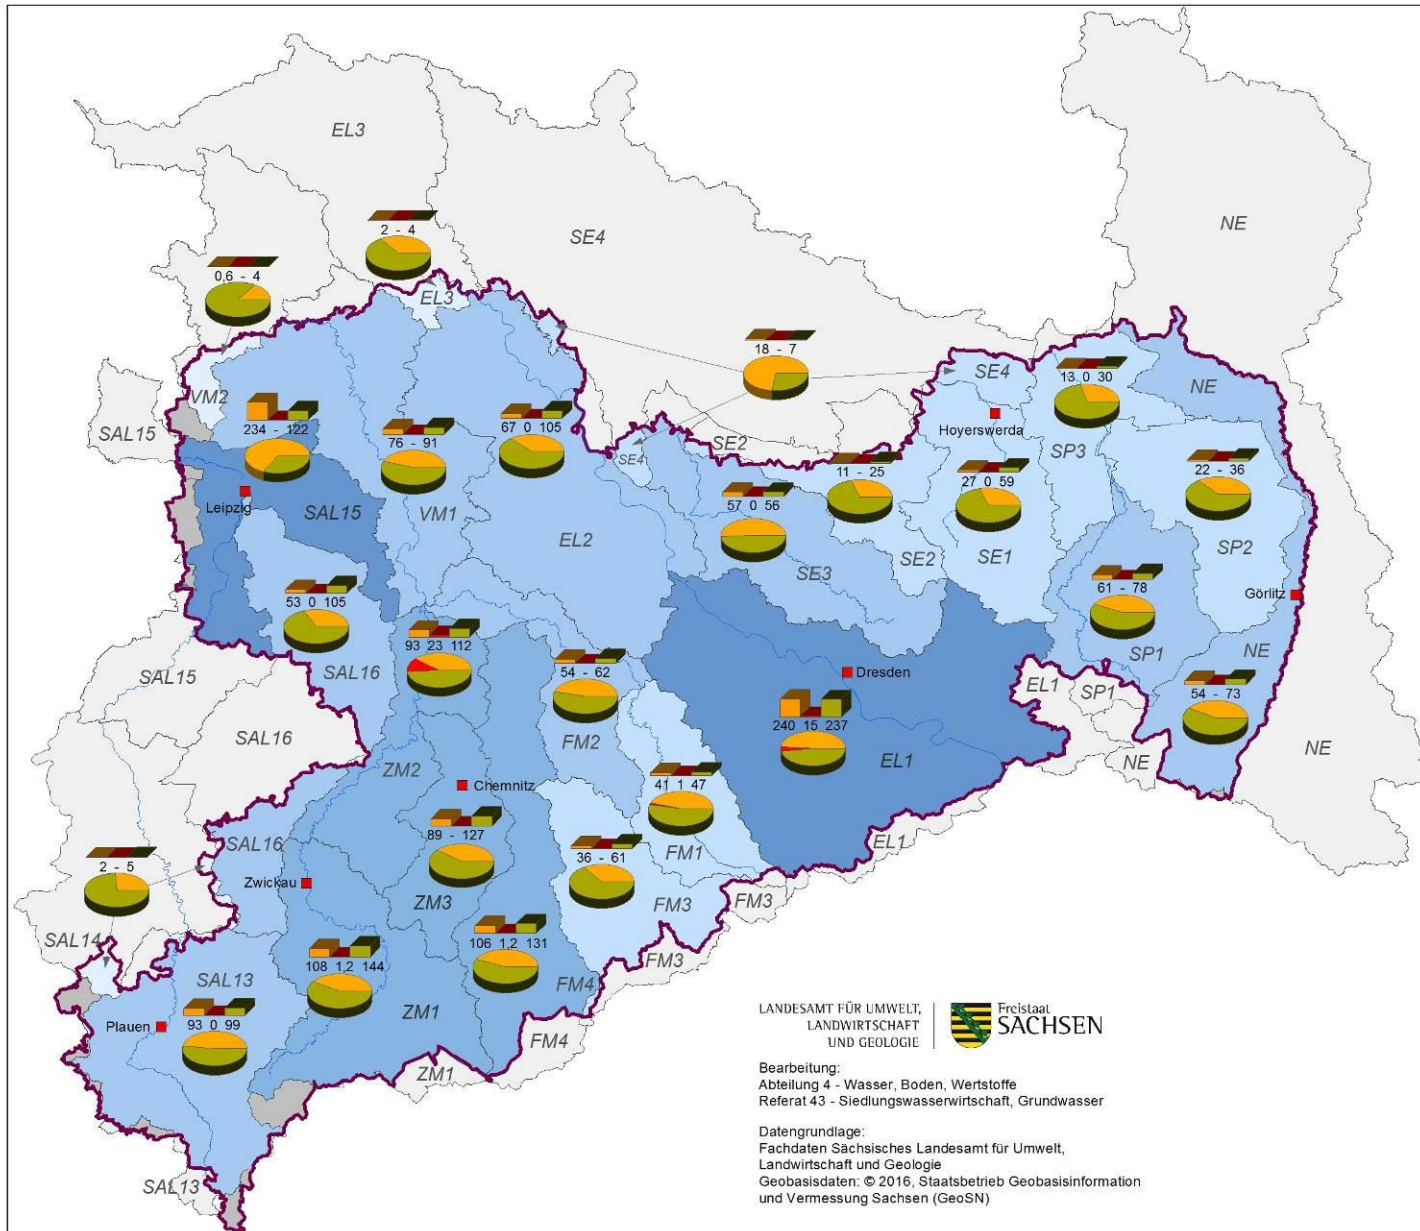 EL3
NE
SE4
2 - 4
0,6 - 4
EL3
18 - 7
SE4
13 0 30
NE
VM2
SAL15
234 - 122
76 - 91
67 0 105
SE2
Hoyerswerda
SP3
SE4
11 - 25
27 0 59
22 - 36
Leipzig
SAL15
VM1
57 0 56
EL2
SE2
SE1
SP2
SE3
53 0 105
61 - 78
Görlitz
93 23 112
SAL15
SAL16
54 - 62
Dresden
SP1
NE
EL1
SP1
54 - 73
SAL16
240 15 237
FM2
EL1
NE
NE
ZM2
Chemnitz
41 1 47
89 - 127
SAL16
36 - 61
FM1
EL1
2 - 5
Zwickau
ZM3
FM3
FM3
SAL14
106 1,2 131
FM3
SAL13
108 1,2 144
FM4
ZM1
Plauen
93 0 99
FM4
ZM1
SAL13
LANDESAMT FÜR UMWELT,
LANDWIRTSCHAFT
UND GEOLOGIE
Freistaat
SACHSEN
Bearbeitung:
Abteilung 4 - Wasser, Boden, Wertstoffe
Referat 43 - Siedlungswasserwirtschaft, Grundwasser
Datengrundlage:
Fachdaten Sächsisches Landesamt für Umwelt,
Landwirtschaft und Geologie
Geobasisdaten: © 2016, Staatsbetrieb Geobasisinformation
und Vermessung Sachsen (GeoSN)